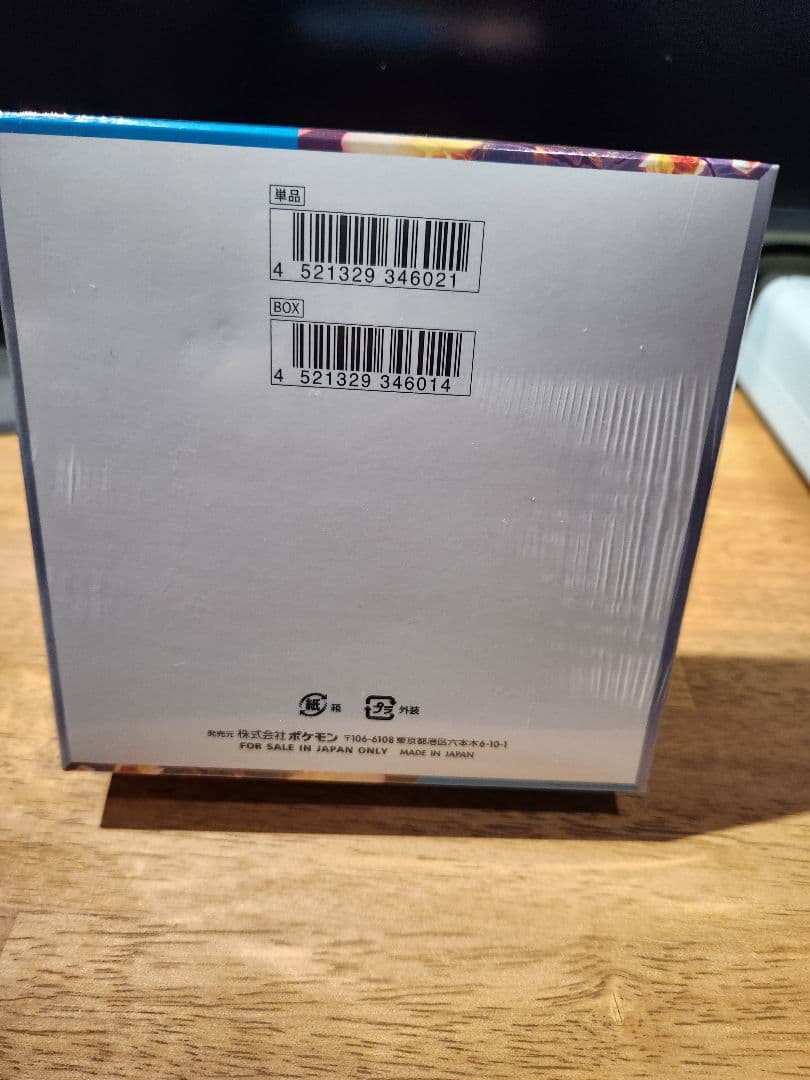 単品
4 521329 346021
BOX
4 521329 346014
紙 箱 プラ 外装
発売元 株式会社 ポケモン 〒106-6108 東京都港区六本木6-10-1
FOR SALE IN JAPAN ONLY MADE IN JAPAN